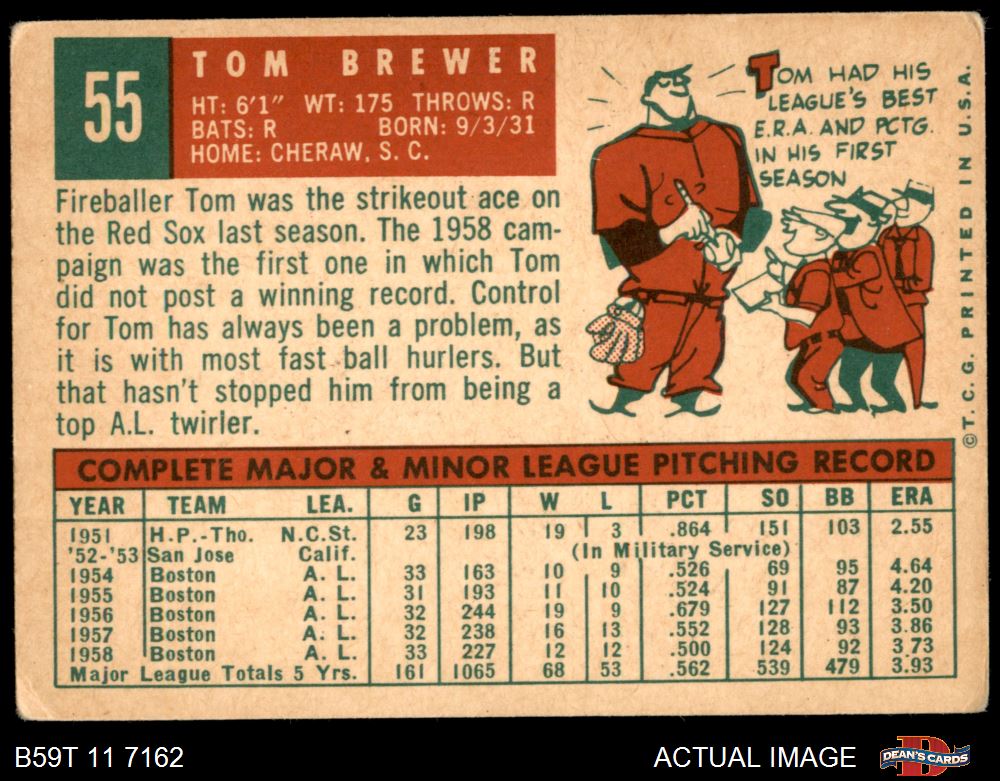 55
TOM BREWER
HT: 6'1" WT: 175 THROWS: R
BATS: R BORN: 9/3/31
HOME: CHERAW, S. C.
Fireballer Tom was the strikeout ace on
the Red Sox last season. The 1958 cam-
paign was the first one in which Tom
did not post a winning record. Control
for Tom has always been a problem, as
it is with most fast ball hurlers. But
that hasn't stopped him from being a
top A.L. twirler.
TOM HAD HIS
LEAGUE'S BEST
E.R.A. AND PCTG.
IN HIS FIRST
SEASON
©T. C. G. PRINTED IN U.S.A.
COMPLETE MAJOR & MINOR LEAGUE PITCHING RECORD
YEAR TEAM LEA. G IP W L PCT SO BB ERA
1951 H.P.-Tho. N.C.St. 23 198 19 3 .864 151 103 2.55
'52-'53 San Jose Calif. (In Military Service)
1954 Boston A. L. 33 163 10 9 .526 69 95 4.64
1955 Boston A. L. 31 193 11 10 .524 91 87 4.20
1956 Boston A. L. 32 244 19 9 .679 127 112 3.50
1957 Boston A. L. 32 238 16 13 .552 128 93 3.86
1958 Boston A. L. 33 227 12 12 .500 124 92 3.73
Major League Totals 5 Yrs. 161 1065 68 53 .562 539 479 3.93
B59T 11 7162
ACTUAL IMAGE
DEAN'S CARDS